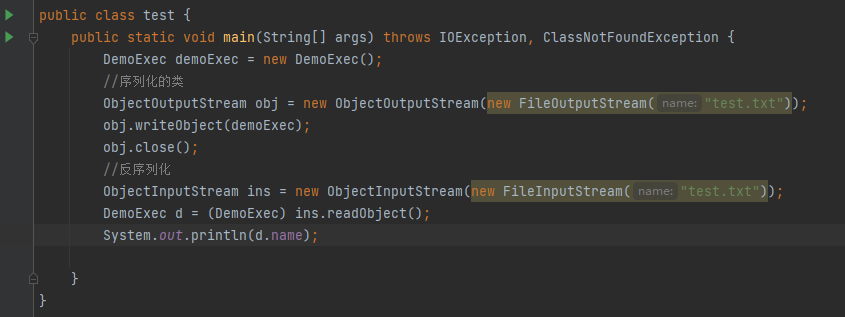 public class test {
    public static void main(String[] args) throws IOException, ClassNotFoundException {
        DemoExec demoExec = new DemoExec();
        //序列化的类
        ObjectOutputStream obj = new ObjectOutputStream(new FileOutputStream( name: "test.txt"));
        obj.writeObject(demoExec);
        obj.close();
        //反序列化
        ObjectInputStream ins = new ObjectInputStream(new FileInputStream( name: "test.txt"));
        DemoExec d = (DemoExec) ins.readObject();
        System.out.println(d.name);
    }
}